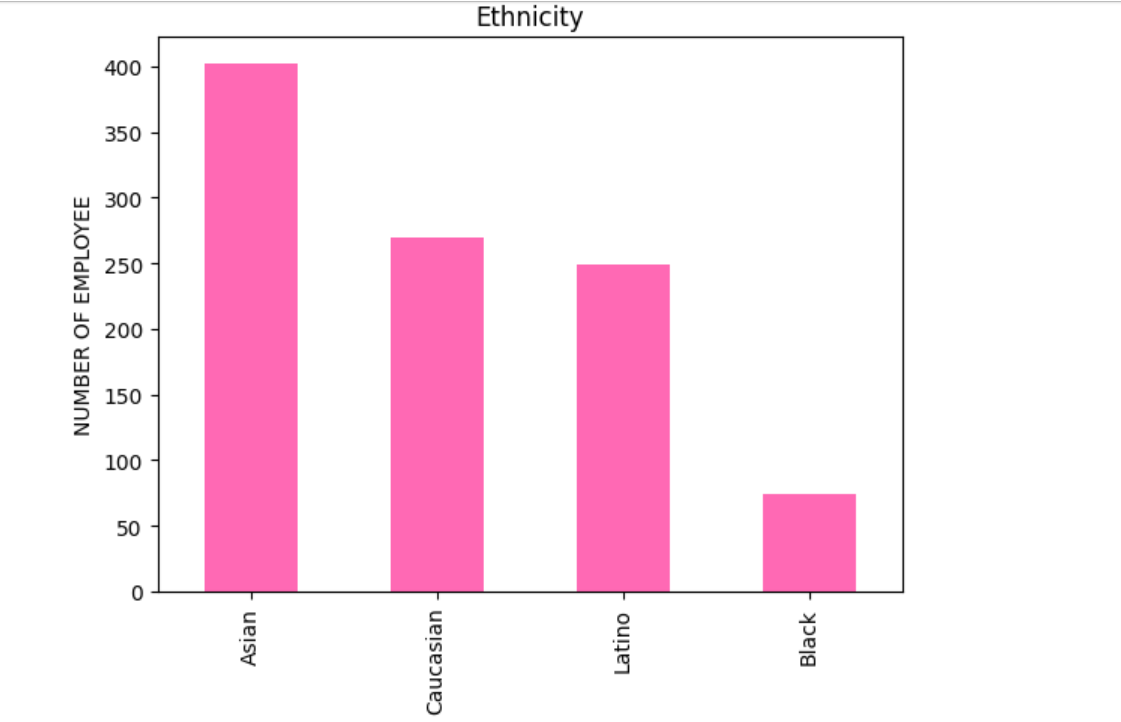 Ethnicity
NUMBER OF EMPLOYEE
400
350
300
250
200
150
100
50
0
Asian
Caucasian
Latino
Black